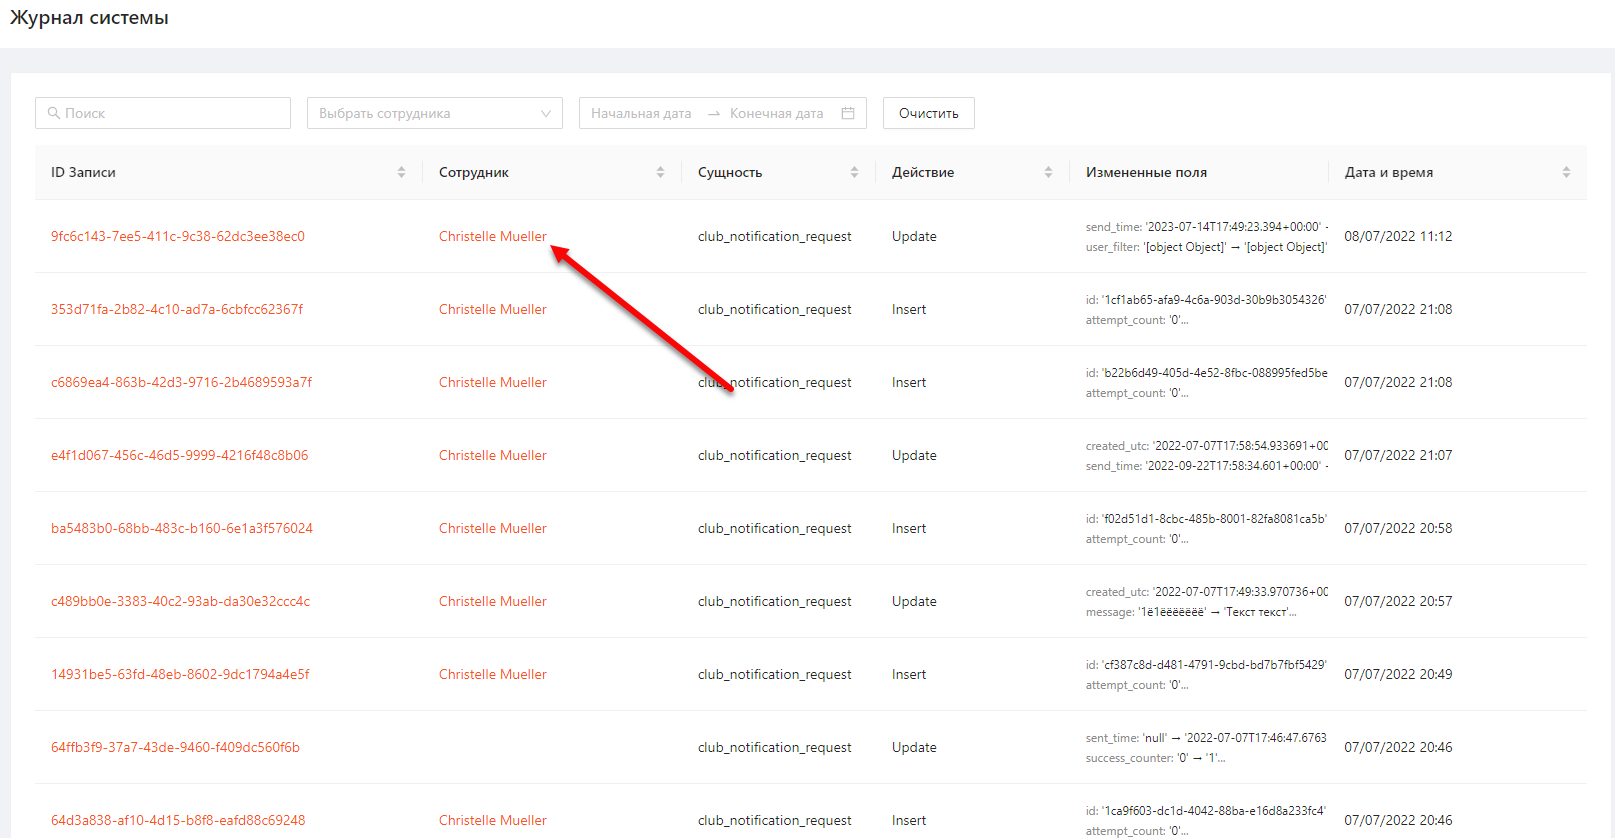 Журнал системы
Поиск
Выбрать сотрудника
Начальная дата → Конечная дата
Очистить
ID Записи Сотрудник Сущность Действие Измененные поля Дата и время
9fc6c143-7ee5-411c-9c38-62dc3ee38ec0 Christelle Mueller club_notification_request Update send_time: '2023-07-14T17:49:23.394+00:00' 08/07/2022 11:12
user_filter: '[object Object]' → '[object Object]'
353d71fa-2b82-4c10-ad7a-6cbfcc62367f Christelle Mueller club_notification_request Insert id: '1cf1ab65-afa9-4c6a-903d-30b9b3054326' 07/07/2022 21:08
attempt_count: '0'...
c6869ea4-863b-42d3-9716-2b4689593a7f Christelle Mueller club_notification_request Insert id: 'b22b6d49-405d-4e52-8fbc-088995fed5be 07/07/2022 21:08
attempt_count: '0'...
e4f1d067-456c-46d5-9999-4216f48c8b06 Christelle Mueller club_notification_request Update created_utc: '2022-07-07T17:58:54.933691+00 07/07/2022 21:07
send_time: '2022-09-22T17:58:34.601+00:00'
ba5483b0-68bb-483c-b160-6e1a3f576024 Christelle Mueller club_notification_request Insert id: 'f02d51d1-8cbc-485b-8001-82fa8081ca5b' 07/07/2022 20:58
attempt_count: '0'...
c489bb0e-3383-40c2-93ab-da30e32ccc4c Christelle Mueller club_notification_request Update created_utc: '2022-07-07T17:49:33.970736+00 07/07/2022 20:57
message: '1ё1ёёёёёёё' → 'Текст текст'...
14931be5-63fd-48eb-8602-9dc1794a4e5f Christelle Mueller club_notification_request Insert id: 'cf387c8d-d481-4791-9cbd-bd7b7fbf5429' 07/07/2022 20:49
attempt_count: '0'...
64ffb3f9-37a7-43de-9460-f409dc560f6b club_notification_request Update sent_time: 'null' → '2022-07-07T17:46:47.6763 07/07/2022 20:46
success_counter: '0' → '1'...
64d3a838-af10-4d15-b8f8-eafd88c69248 Christelle Mueller club_notification_request Insert id: '1ca9f603-dc1d-4042-88ba-e16d8a233fc4' 07/07/2022 20:46
attempt_count: '0'...